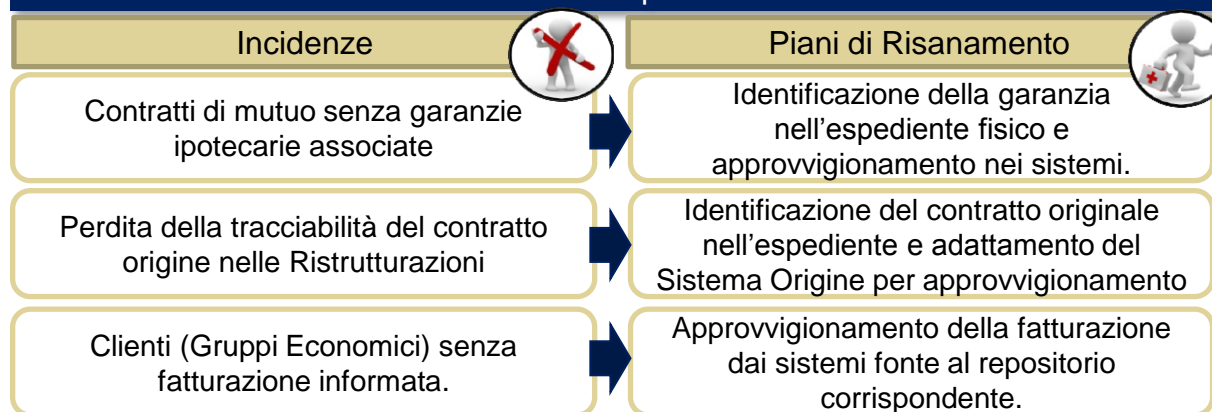 Incidenze
Piani di Risanamento
Contratti di mutuo senza garanzie
ipotecarie associate
Identificazione della garanzia
nell'espediente fisico e
approvvigionamento nei sistemi.
Perdita della tracciabilità del contratto
origine nelle Ristrutturazioni
Identificazione del contratto originale
nell'espediente e adattamento del
Sistema Origine per approvvigionamento
Clienti (Gruppi Economici) senza
fatturazione informata.
Approvvigionamento della fatturazione
dai sistemi fonte al repositorio
corrispondente.